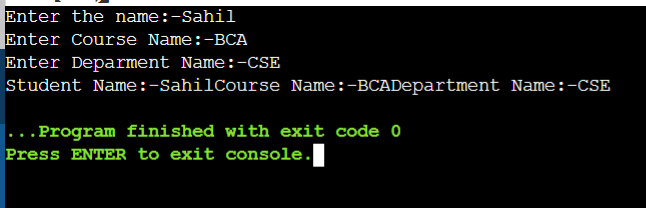 Enter the name:-Sahil
Enter Course Name:-BCA
Enter Deparment Name:-CSE
Student Name:-SahilCourse Name:-BCADepartment Name:-CSE
...Program finished with exit code 0
Press ENTER to exit console.